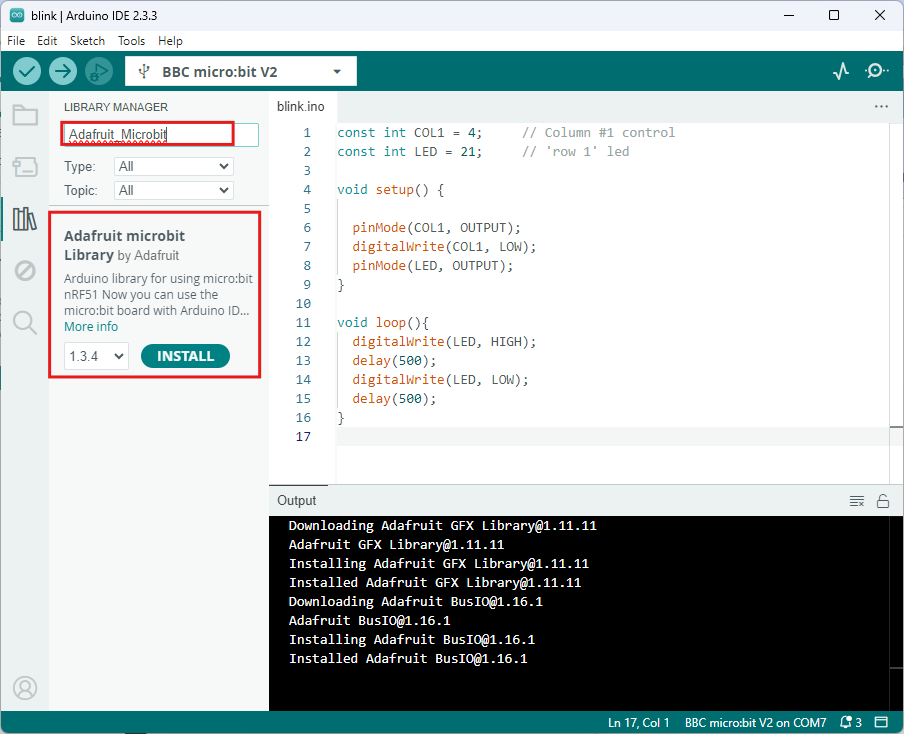 blink | Arduino IDE 2.3.3
File Edit Sketch Tools Help
BBC micro:bit V2
LIBRARY MANAGER
Adafruit_Microbit
Type: All
Topic: All
Adafruit microbit
Library by Adafruit
Arduino library for using micro:bit
nRF51 Now you can use the
micro:bit board with Arduino ID...
More info
1.3.4 INSTALL
blink.ino
1 const int COL1 = 4; // Column #1 control
2 const int LED = 21; // 'row 1' led
3
4 void setup() {
5
6 pinMode(COL1, OUTPUT);
7 digitalWrite(COL1, LOW);
8 pinMode(LED, OUTPUT);
9 }
10
11 void loop(){
12 digitalWrite(LED, HIGH);
13 delay(500);
14 digitalWrite(LED, LOW);
15 delay(500);
16 }
17
Output
Downloading Adafruit GFX Library@1.11.11
Adafruit GFX Library@1.11.11
Installing Adafruit GFX Library@1.11.11
Installed Adafruit GFX Library@1.11.11
Downloading Adafruit BusIO@1.16.1
Adafruit BusIO@1.16.1
Installing Adafruit BusIO@1.16.1
Installed Adafruit BusIO@1.16.1
Ln 17, Col 1 BBC micro:bit V2 on COM7 3